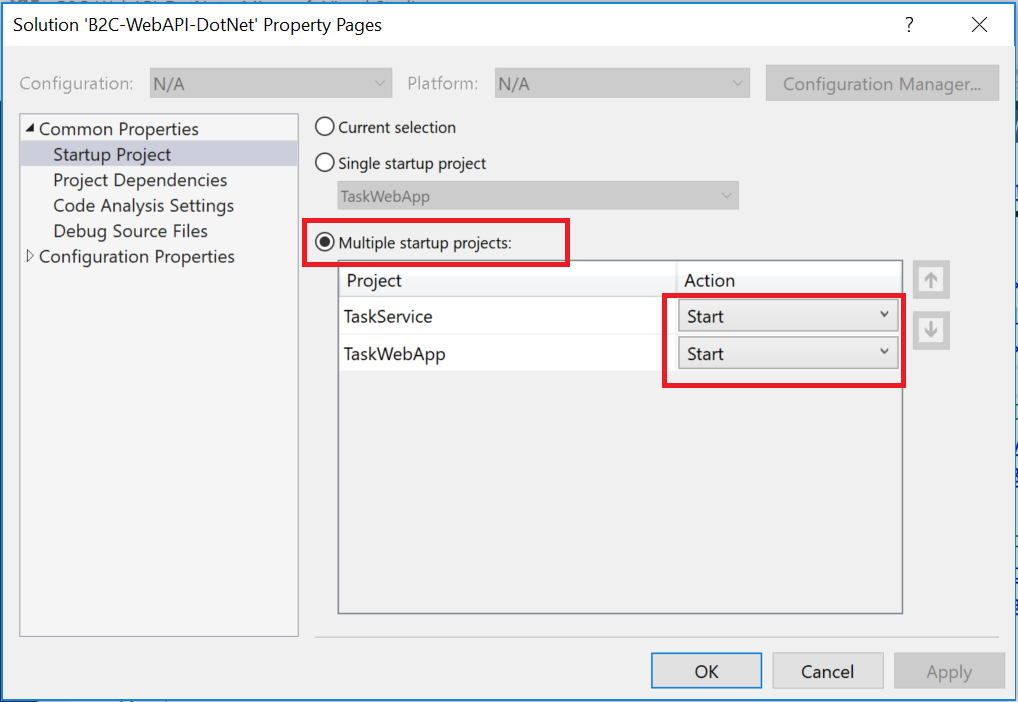 Solution 'B2C-WebAPI-DotNet' Property Pages
?
Configuration: N/A Platform: N/A Configuration Manager...
Common Properties
Startup Project
Project Dependencies
Code Analysis Settings
Debug Source Files
Configuration Properties
Current selection
Single startup project
TaskWebApp
Multiple startup projects:
Project Action
TaskService Start
TaskWebApp Start
OK Cancel Apply